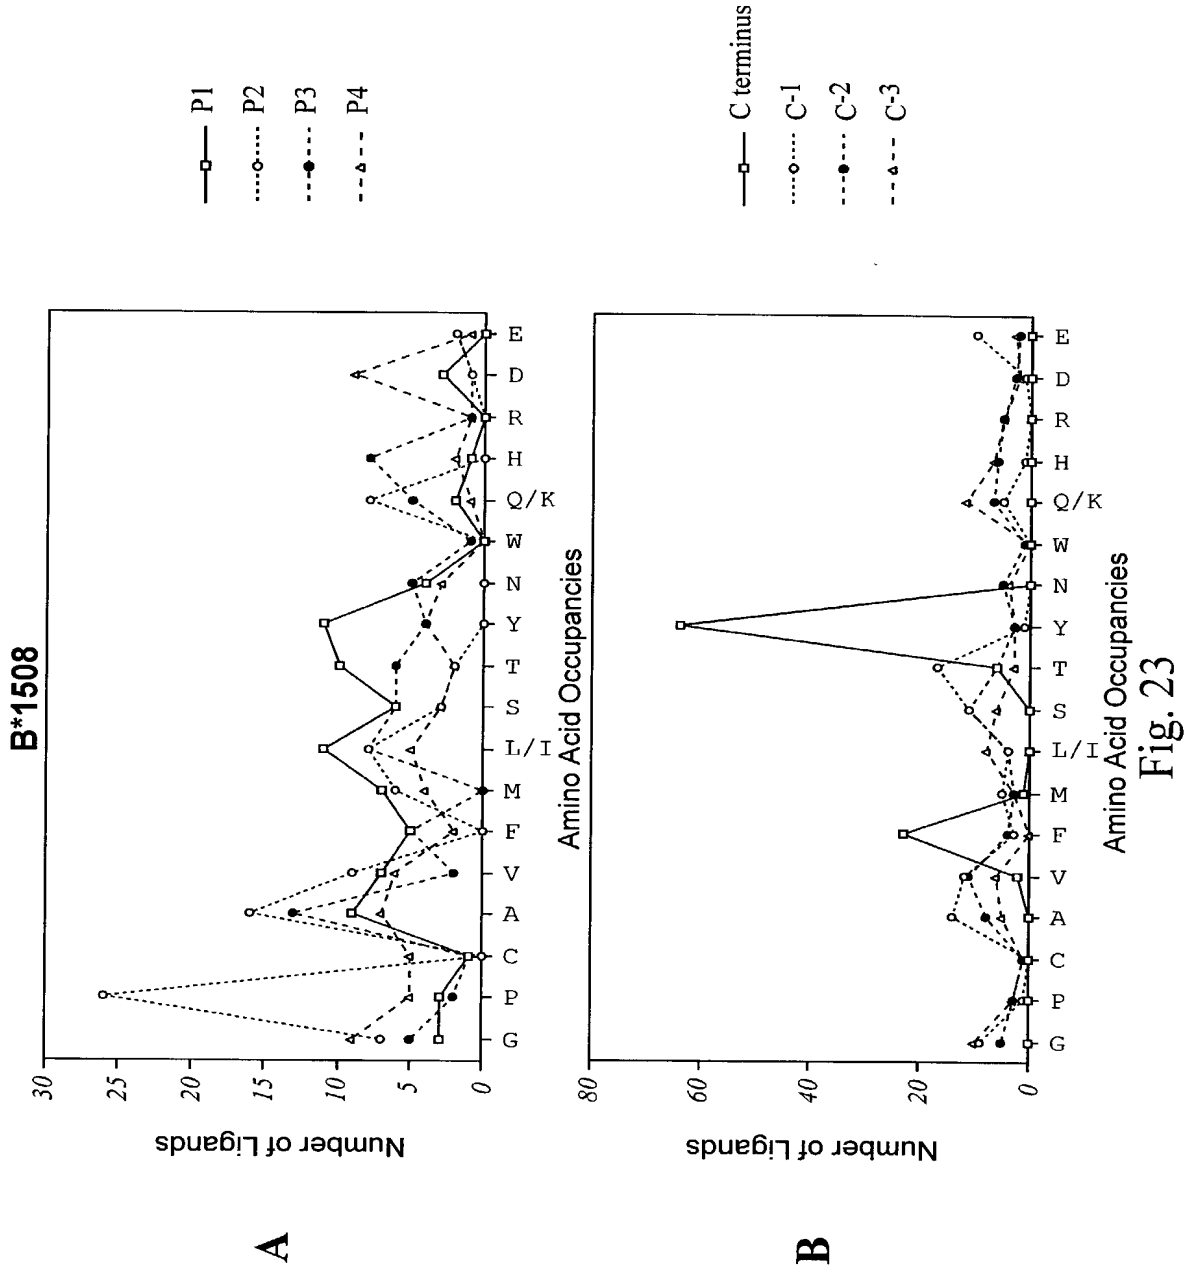 B*1508
A
Number of Ligands
30
25
20
15
10
5
0
G P C A V F M L/I S T Y N W Q/K H R D E
Amino Acid Occupancies
P1
P2
P3
P4
B
Number of Ligands
80
60
40
20
0
G P C A V F M L/I S T Y N W Q/K H R D E
Amino Acid Occupancies
C terminus
C-1
C-2
C-3
Fig. 23